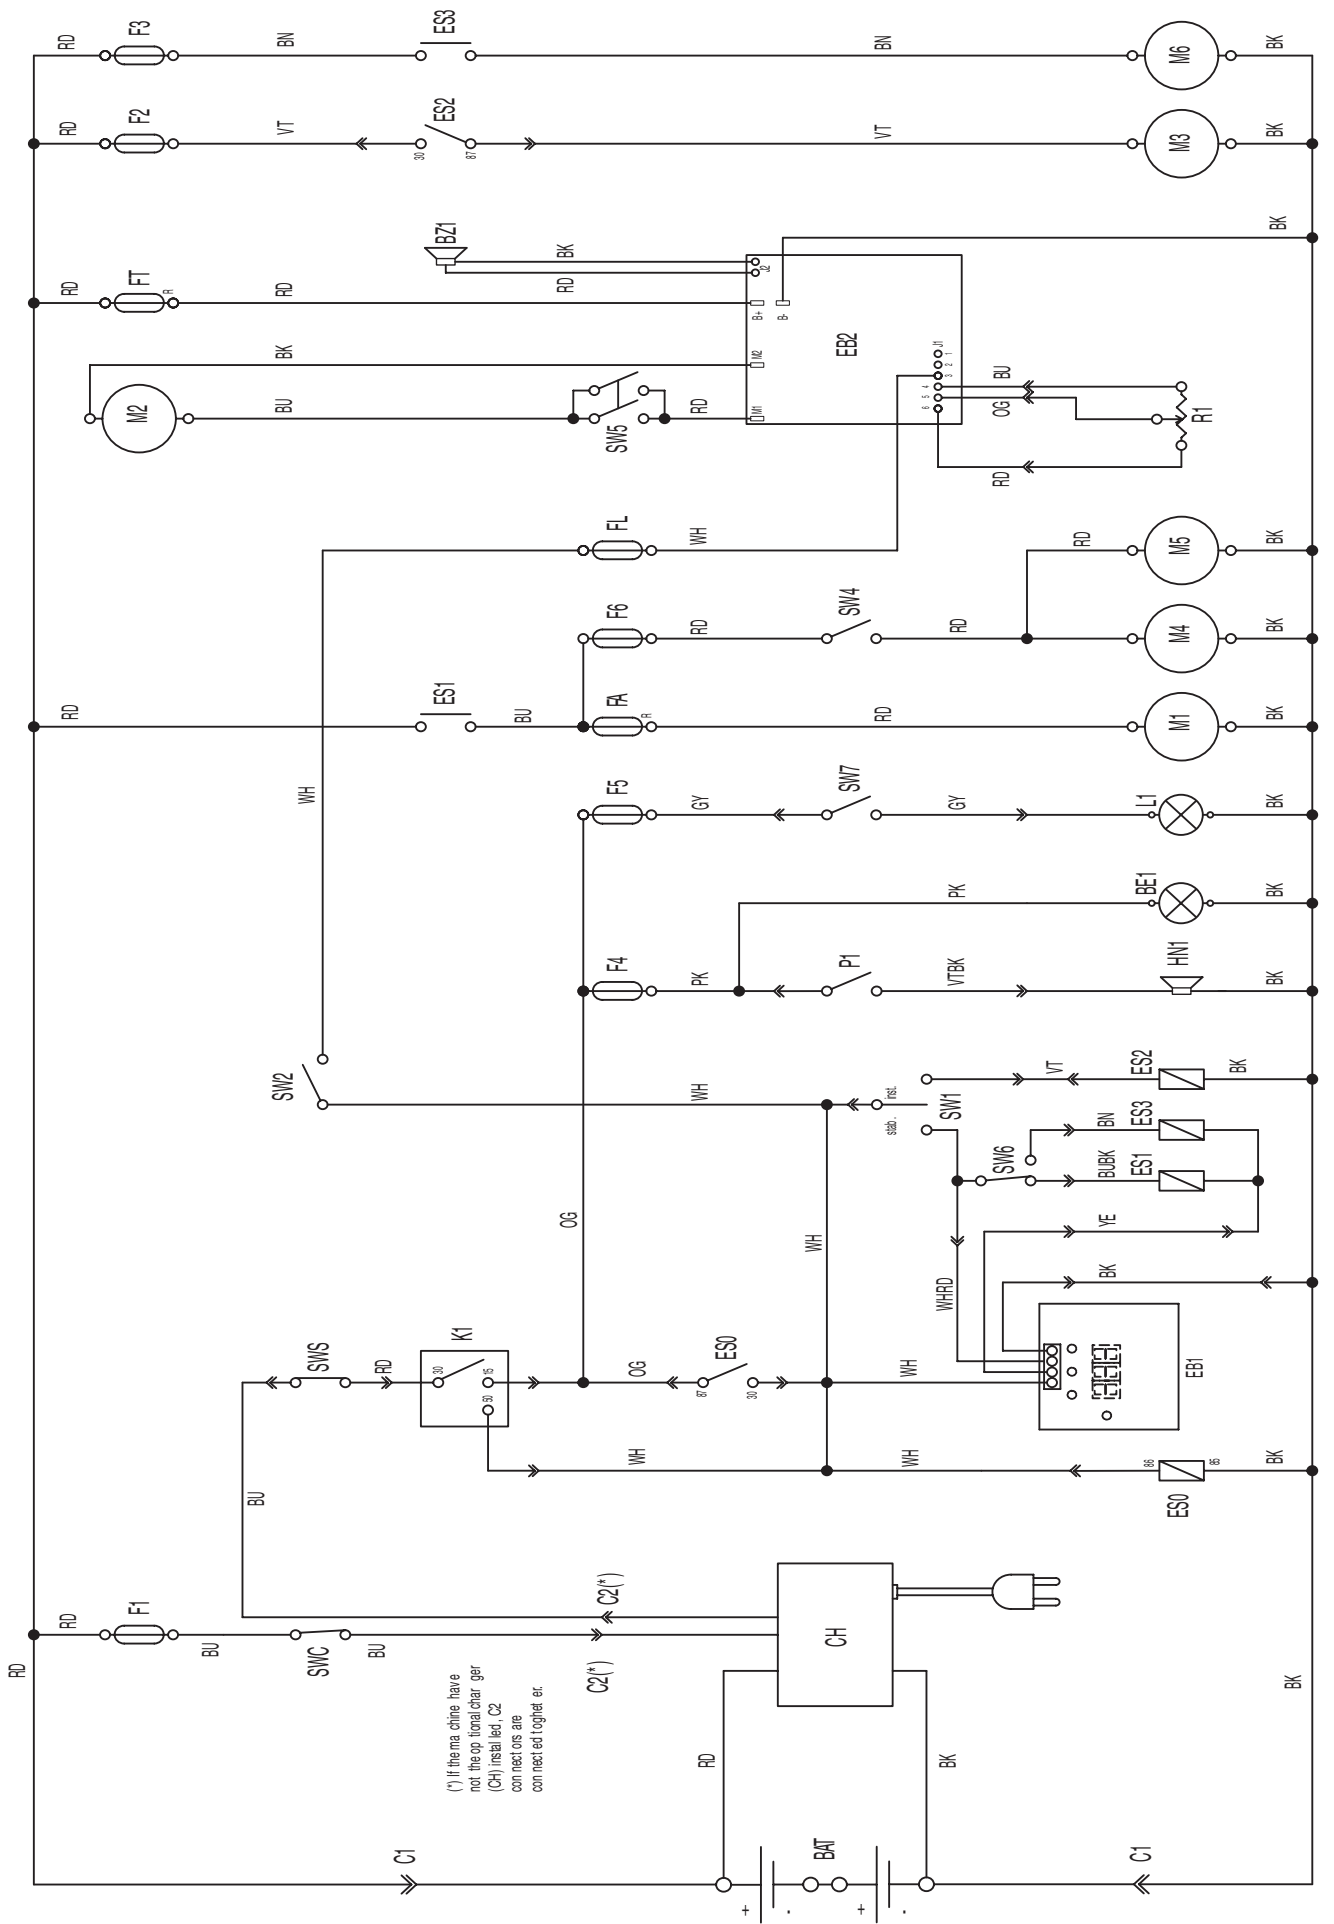 RD
RD
RD
RD
RD
RD
F1
M2
FT
F2
F3
R
BU
BU
SW2
BU
BK
RD
VT
BN
WH
SWC
SWS
BU
RD
C1
30
K1
50
15
ES1
BZ1
30
ES2
87
ES3
(*) If the machine have
not the optional charger
(CH) installed, C2
connectors are
connected toghether.
BU
OG
RD
BK
C2(*)
C2(*)
F4
F5
FA
R
F6
FL
SW5
WH
OG
RD
WH
PK
GY
RD
WH
RD
87
ES0
30
M1
M2
B+
B-
J2
EB2
+
-
BAT
+
-
CH
WH
P1
SW7
RD
SW4
VT
BN
stab.
inst.
SW1
WH
WH
6
5
4
3
2
1
J1
BK
WHRD
PK
VTBK
GY
RD
SW6
RD
OG
BU
VT
RD
BK
YE
BUBK
BN
C1
86
85
ES0
EB1
ES1
ES3
ES2
HN1
BE1
L1
M1
M4
M5
R1
M3
M6
BK
BK
BK
BK
BK
BK
BK
BK
BK
BK
BK
BK
BK